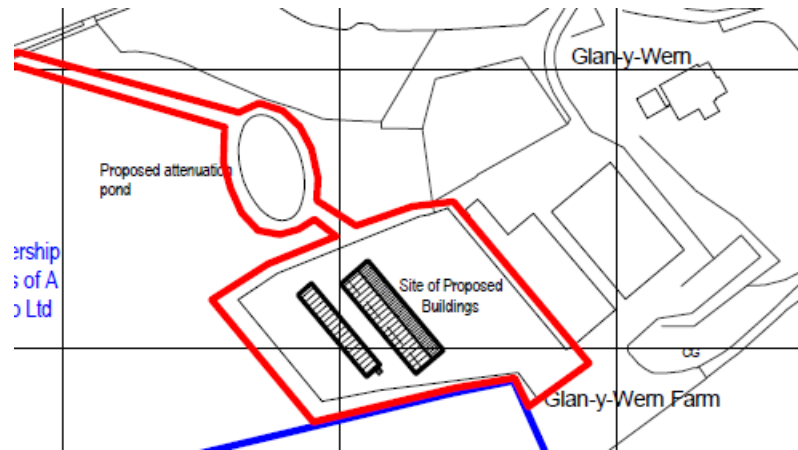 Glan-y-Wern
Proposed attenuation
pond
ership
s of A
o Ltd
Site of Proposed
Buildings
CG
Glan-y-Wern Farm